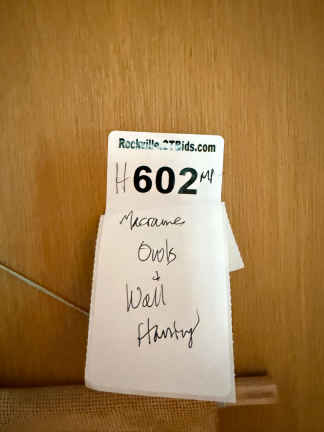 Rockville.CTBids.com
H602MP
Macrame
Owls
&
Wall
Hanging